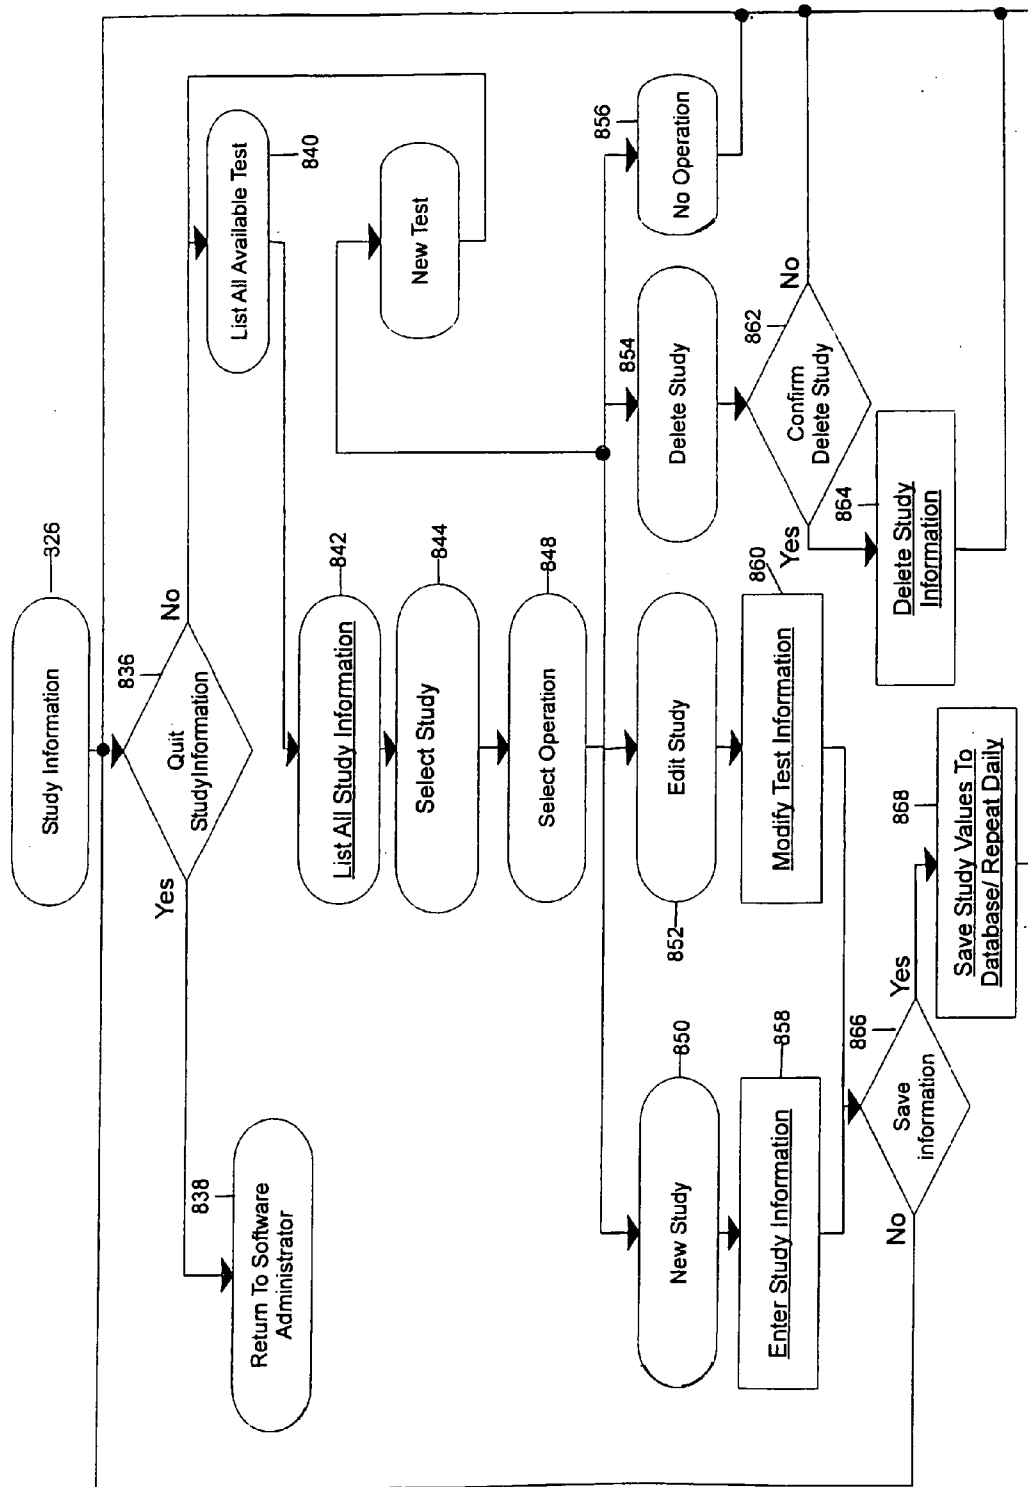 Study Information
326
836
Quit
StudyInformation
Yes
No
838
Return To Software
Administrator
List All Available Test
840
List All Study Information
842
Select Study
844
New Test
Select Operation
848
New Study
850
Edit Study
852
Delete Study
854
No Operation
856
Enter Study Information
858
Modify Test Information
860
Confirm
Delete Study
862
Yes
No
864
Delete Study
Information
Save
information
866
No
Yes
868
Save Study Values To
Database/ Repeat Daily